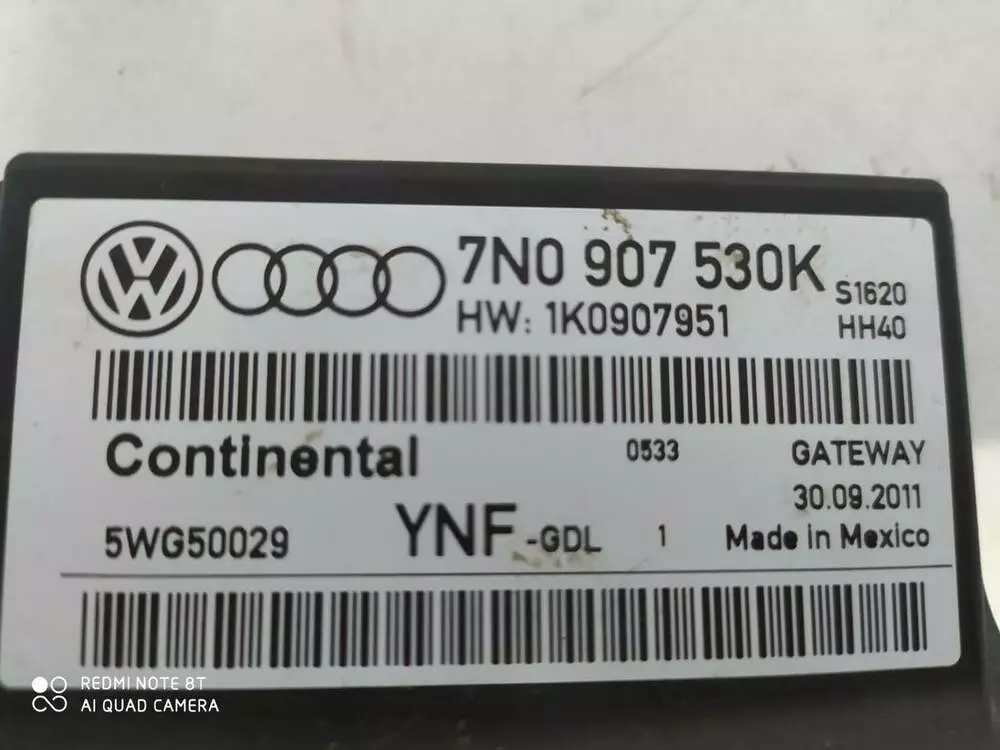 7N0 907 530K S1620
HW: 1K0907951 HH40
Continental 0533 GATEWAY
30.09.2011
5WG50029 YNF-GDL 1 Made in Mexico
REDMI NOTE 8T
AI QUAD CAMERA